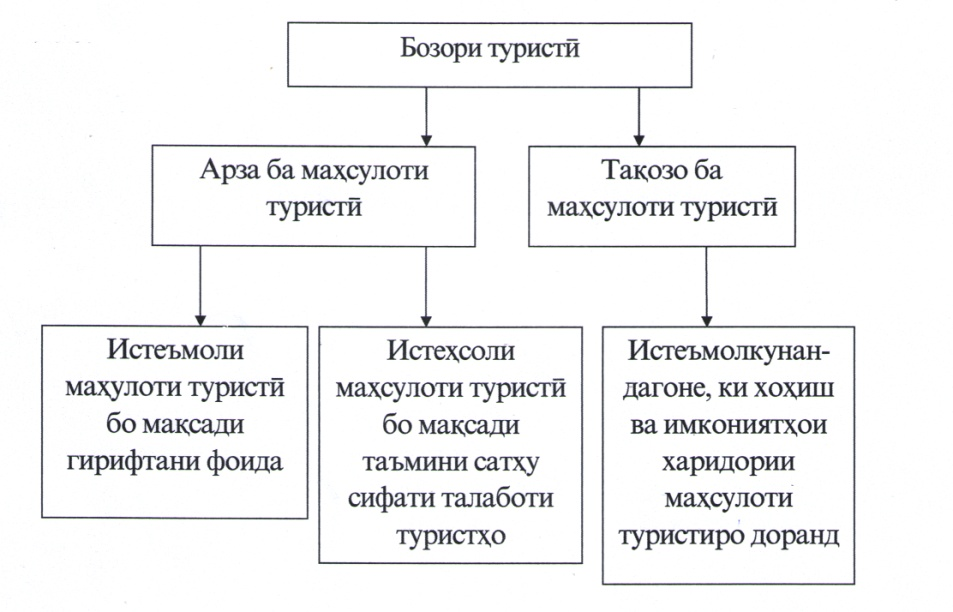 Бозори туристӣ
Арза ба маҳсулоти
туристӣ
Тақозо ба
маҳсулоти туристӣ
Истеъмоли
маҳулоти туристӣ
бо мақсади
гирифтани фоида
Истеҳсоли
маҳсулоти туристӣ
бо мақсади
таъмини сатҳу
сифати талаботи
туристҳо
Истеъмолкунан-
дагоне, ки хоҳиш
ва имкониятҳои
харидории
маҳсулоти
туристиро доранд